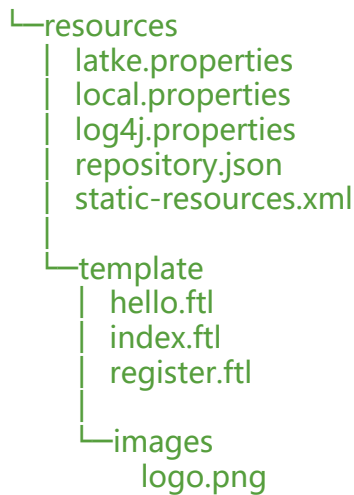 └─resources
│ latke.properties
│ local.properties
│ log4j.properties
│ repository.json
│ static-resources.xml
│
└─template
│ hello.ftl
│ index.ftl
│ register.ftl
│
└─images
logo.png